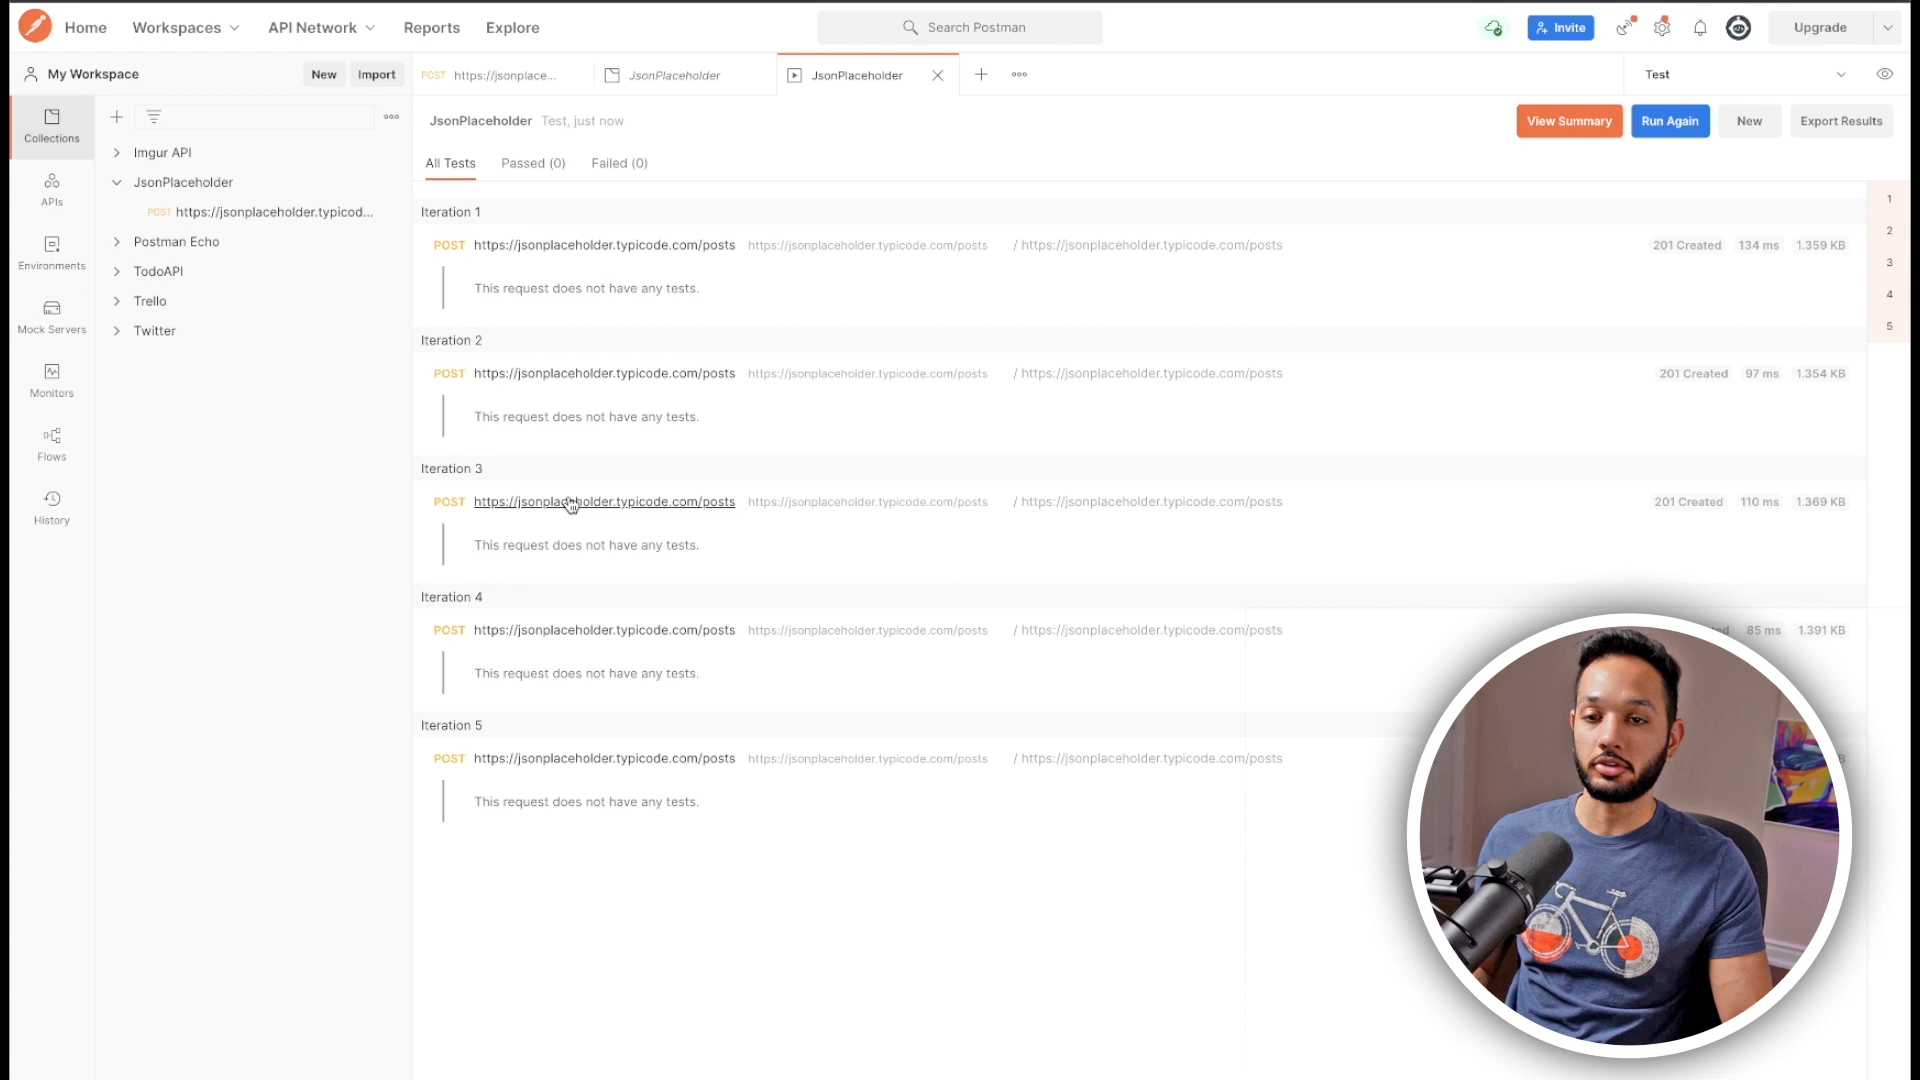 Home Workspaces API Network Reports Explore Search Postman Invite Upgrade
My Workspace New Import POST https://jsonplace... JsonPlaceholder JsonPlaceholder Test
Collections
APIs
Environments
Mock Servers
Monitors
Flows
History
Imgur API
JsonPlaceholder
POST https://jsonplaceholder.typicod...
Postman Echo
TodoAPI
Trello
Twitter
JsonPlaceholder Test, just now View Summary Run Again New Export Results
All Tests Passed (0) Failed (0)
Iteration 1
POST https://jsonplaceholder.typicode.com/posts https://jsonplaceholder.typicode.com/posts / https://jsonplaceholder.typicode.com/posts 201 Created 134 ms 1.359 KB
This request does not have any tests.
Iteration 2
POST https://jsonplaceholder.typicode.com/posts https://jsonplaceholder.typicode.com/posts / https://jsonplaceholder.typicode.com/posts 201 Created 97 ms 1.354 KB
This request does not have any tests.
Iteration 3
POST https://jsonplaceholder.typicode.com/posts https://jsonplaceholder.typicode.com/posts / https://jsonplaceholder.typicode.com/posts 201 Created 110 ms 1.369 KB
This request does not have any tests.
Iteration 4
POST https://jsonplaceholder.typicode.com/posts https://jsonplaceholder.typicode.com/posts / https://jsonplaceholder.typicode.com/posts 85 ms 1.391 KB
This request does not have any tests.
Iteration 5
POST https://jsonplaceholder.typicode.com/posts https://jsonplaceholder.typicode.com/posts / https://jsonplaceholder.typicode.com/posts
This request does not have any tests.
1
2
3
4
5